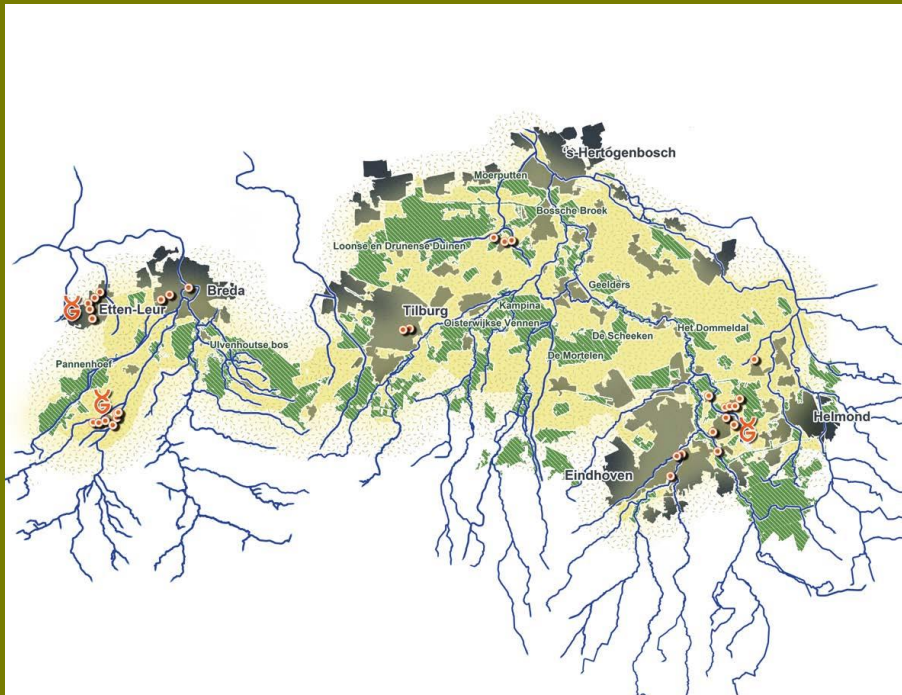 's-Hertogenbosch
Moerputten
Bossche Broek
Loonse en Drunense Duinen
Geelders
Breda
Etten-Leur
Tilburg
Kampina
Oisterwijkse Vennen
De Scheeken
Het Dommeldal
Ulvenhoutse bos
De Mortelen
Pannenhoef
Helmond
Eindhoven